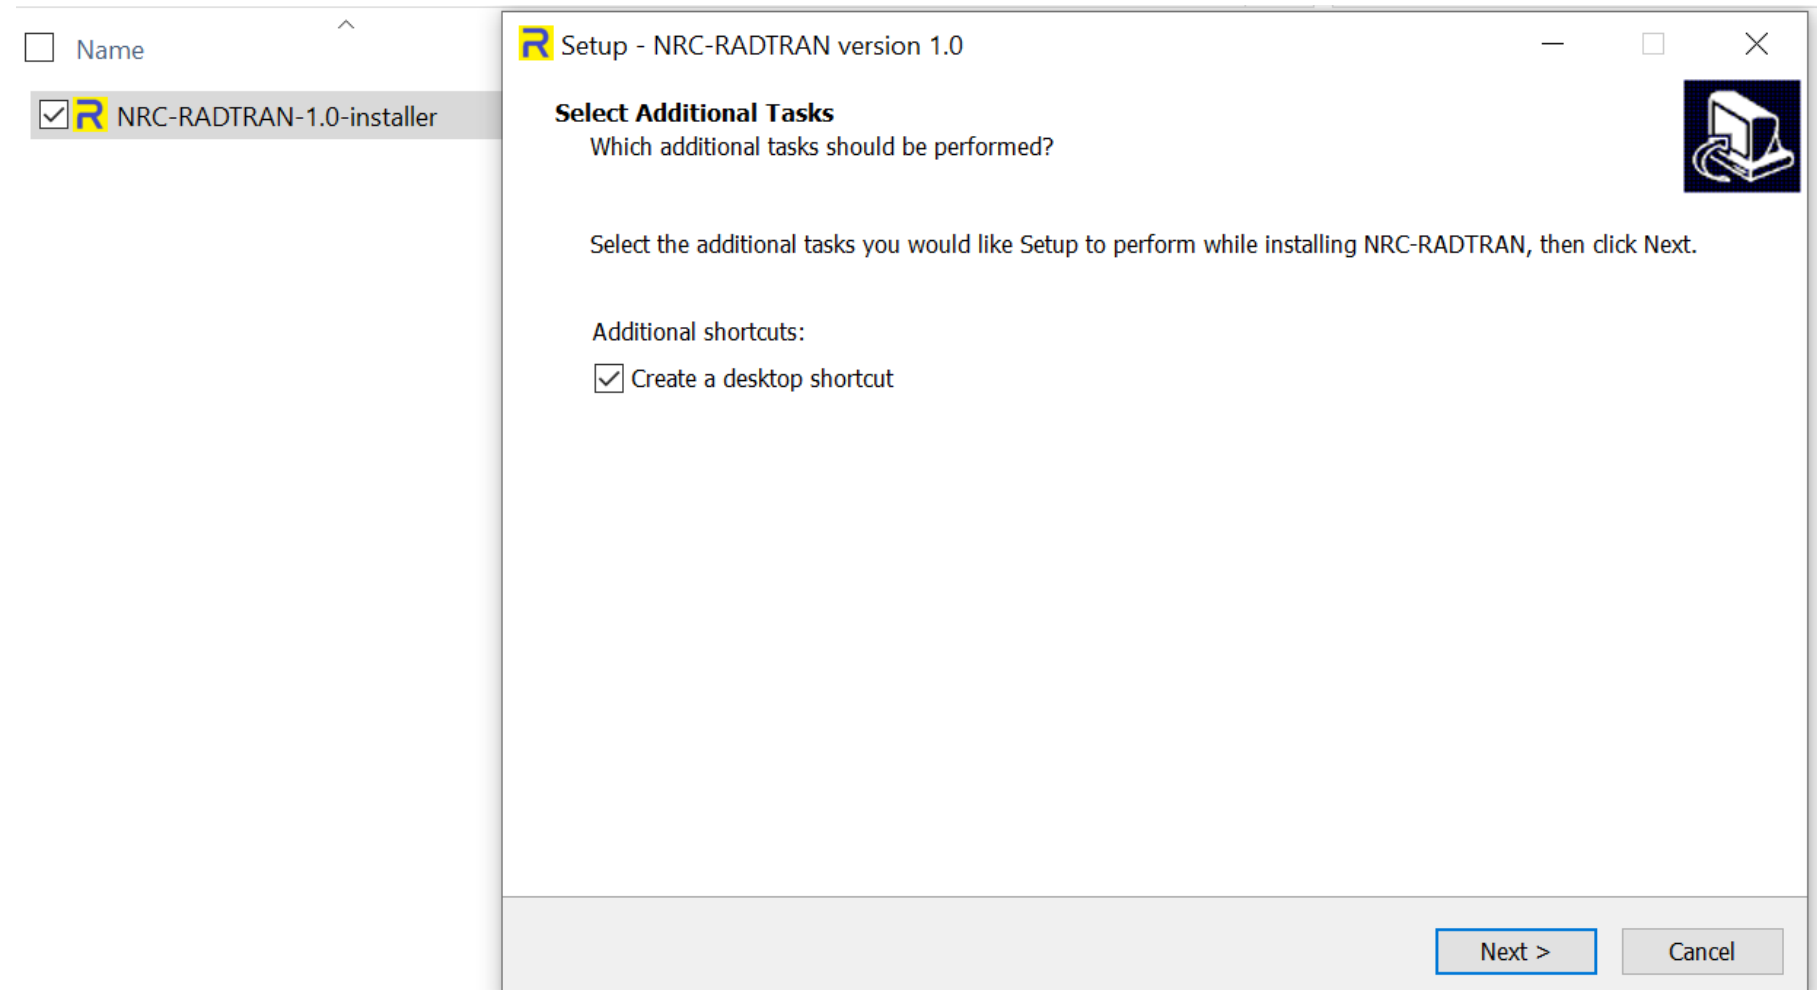 Name
NRC-RADTRAN-1.0-installer
Setup - NRC-RADTRAN version 1.0
Select Additional Tasks
Which additional tasks should be performed?
Select the additional tasks you would like Setup to perform while installing NRC-RADTRAN, then click Next.
Additional shortcuts:
Create a desktop shortcut
Next >
Cancel